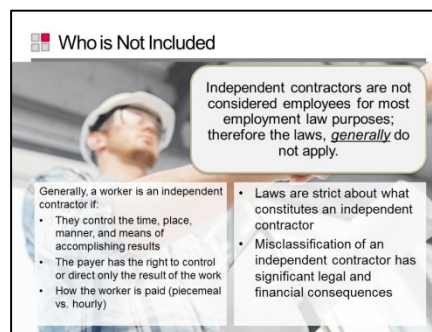 Who is Not Included
Independent contractors are not
considered employees for most
employment law purposes;
therefore the laws, generally do
not apply.
Generally, a worker is an independent
contractor if:
• They control the time, place,
manner, and means of
accomplishing results
• The payer has the right to control
or direct only the result of the work
• How the worker is paid (piecemeal
vs. hourly)
• Laws are strict about what
constitutes an independent
contractor
• Misclassification of an
independent contractor has
significant legal and
financial consequences